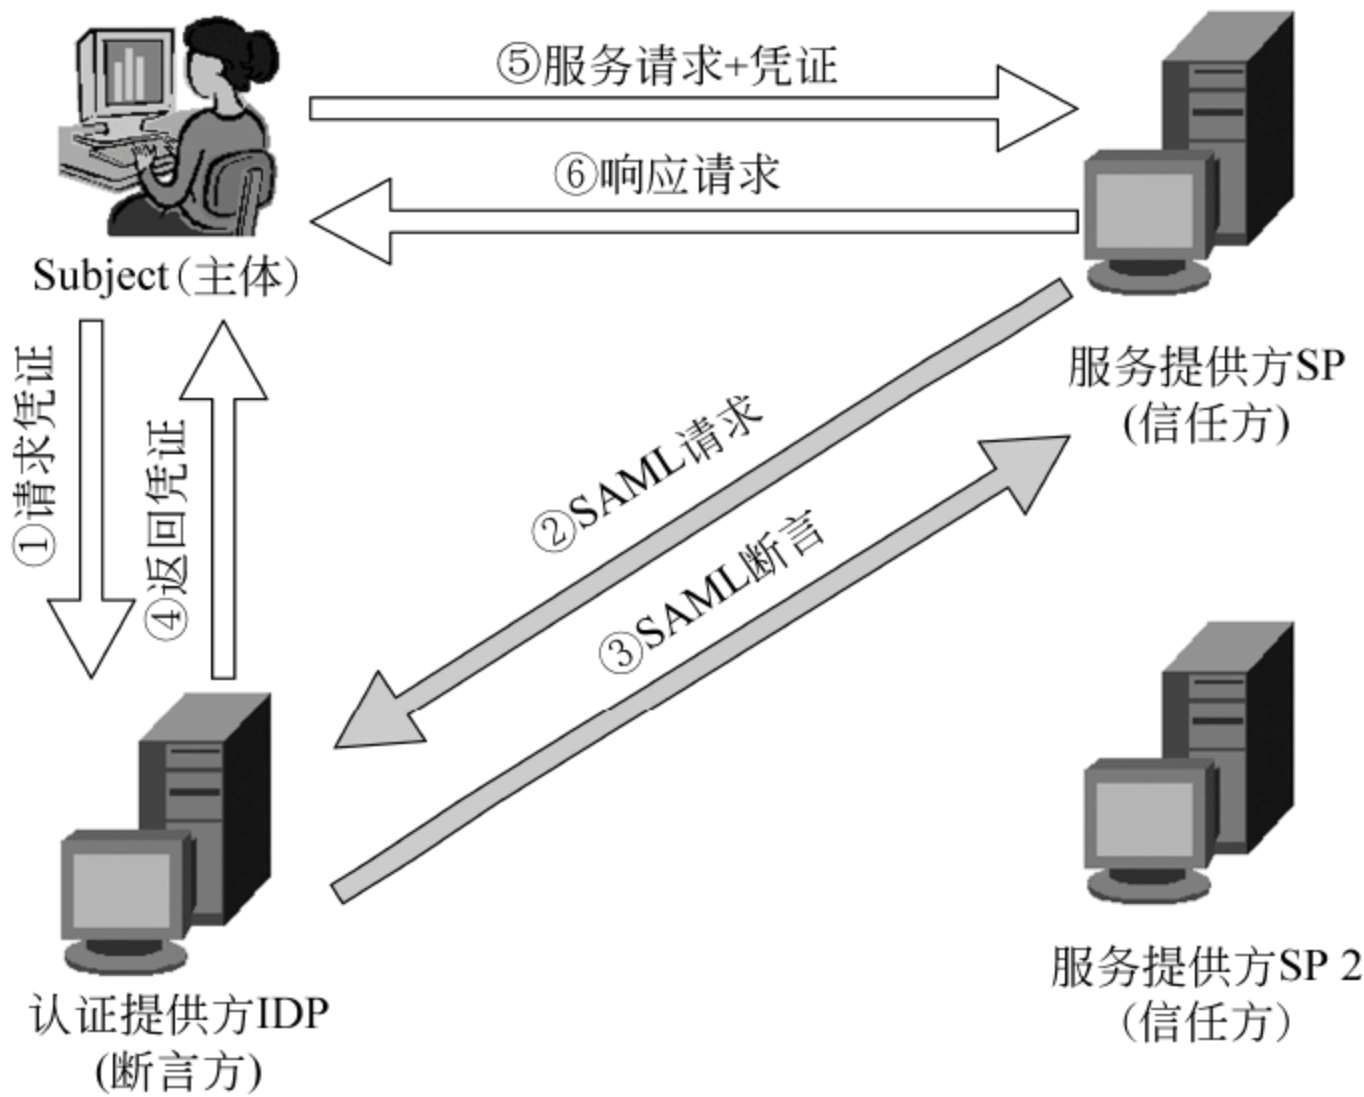 ⑤服务请求+凭证
⑥响应请求
Subject(主体)
服务提供方SP
(信任方)
①请求凭证
④返回凭证
②SAML请求
③SAML断言
认证提供方IDP
(断言方)
服务提供方SP 2
(信任方)